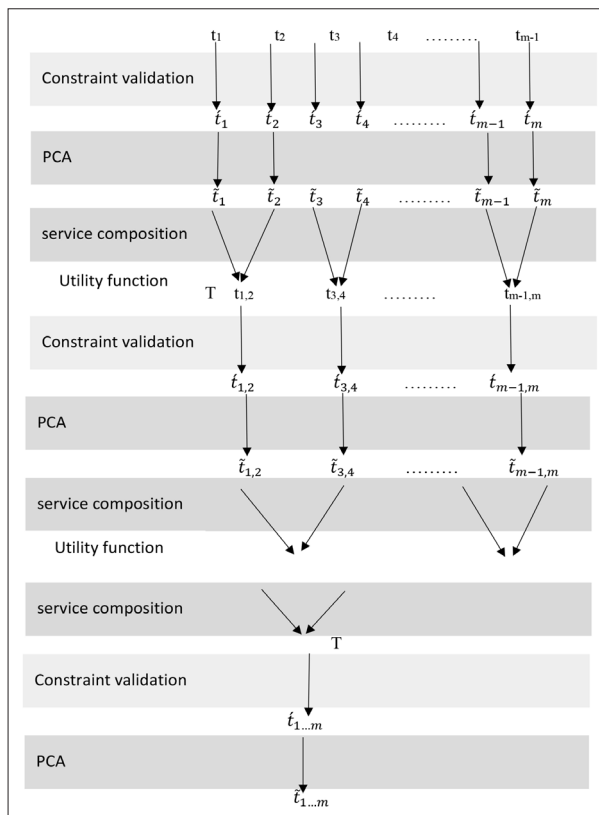 t1 t2 t3 t4 ......... tm-1
Constraint validation
t́1 t́2 t́3 t́4 ......... t́m−1 t́m
PCA
t̃1 t̃2 t̃3 t̃4 ......... t̃m−1 t̃m
service composition
Utility function T t1,2 t3,4 ......... tm-1,m
Constraint validation
t́1,2 t́3,4 ......... t́m−1,m
PCA
t̃1,2 t̃3,4 ......... t̃m−1,m
service composition
Utility function
service composition
T
Constraint validation
t́1…m
PCA
t̃1…m